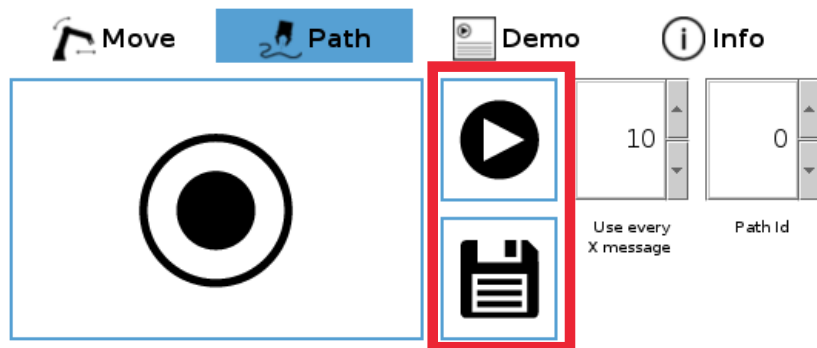 Move
Path
Demo
Info
10
0
Use every
X message
Path Id